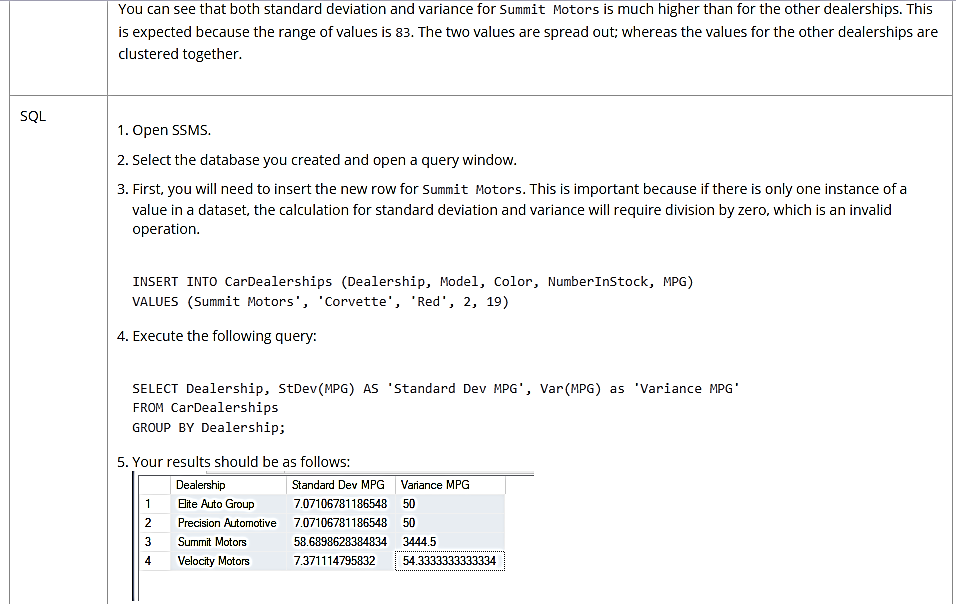 You can see that both standard deviation and variance for Summit Motors is much higher than for the other dealerships. This
is expected because the range of values is 83. The two values are spread out; whereas the values for the other dealerships are
clustered together.
SQL
1. Open SSMS.
2. Select the database you created and open a query window.
3. First, you will need to insert the new row for Summit Motors. This is important because if there is only one instance of a
value in a dataset, the calculation for standard deviation and variance will require division by zero, which is an invalid
operation.
INSERT INTO CarDealerships (Dealership, Model, Color, NumberInStock, MPG)
VALUES (Summit Motors', 'Corvette', 'Red', 2, 19)
4. Execute the following query:
SELECT Dealership, StDev(MPG) AS 'Standard Dev MPG', Var(MPG) as 'Variance MPG'
FROM CarDealerships
GROUP BY Dealership;
5. Your results should be as follows:
Dealership Standard Dev MPG Variance MPG
1 Elite Auto Group 7.07106781186548 50
2 Precision Automotive 7.07106781186548 50
3 Summit Motors 58.6898628384834 3444.5
4 Velocity Motors 7.371114795832 54.3333333333334